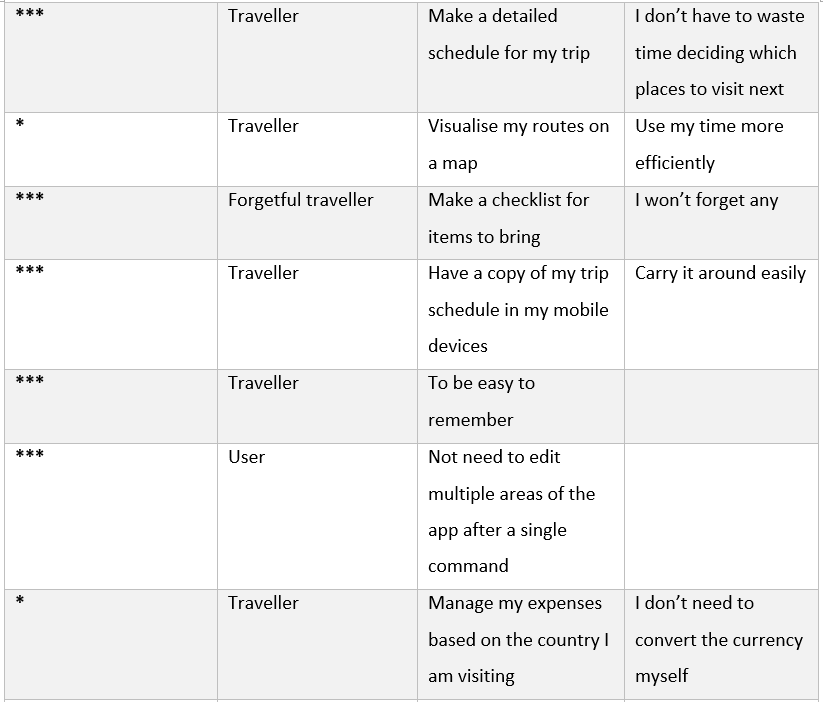 *** Traveller Make a detailed I don’t have to waste
schedule for my trip time deciding which
places to visit next
* Traveller Visualise my routes on Use my time more
a map efficiently
*** Forgetful traveller Make a checklist for I won’t forget any
items to bring
*** Traveller Have a copy of my trip Carry it around easily
schedule in my mobile
devices
*** Traveller To be easy to
remember
*** User Not need to edit
multiple areas of the
app after a single
command
* Traveller Manage my expenses I don’t need to
based on the country I convert the currency
am visiting myself